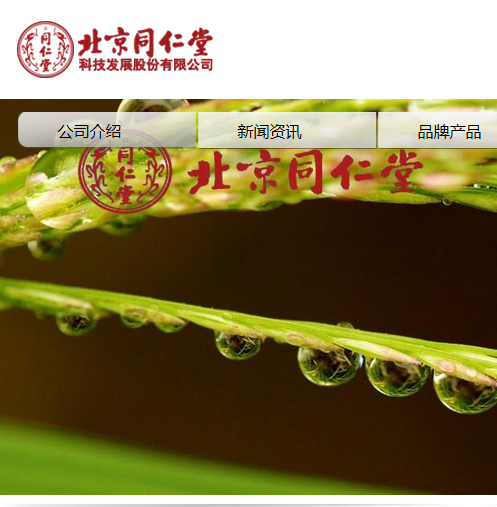 同仁堂
北京同仁堂
科技发展股份有限公司
公司介绍
新闻资讯
品牌产品
同仁堂
北京同仁堂